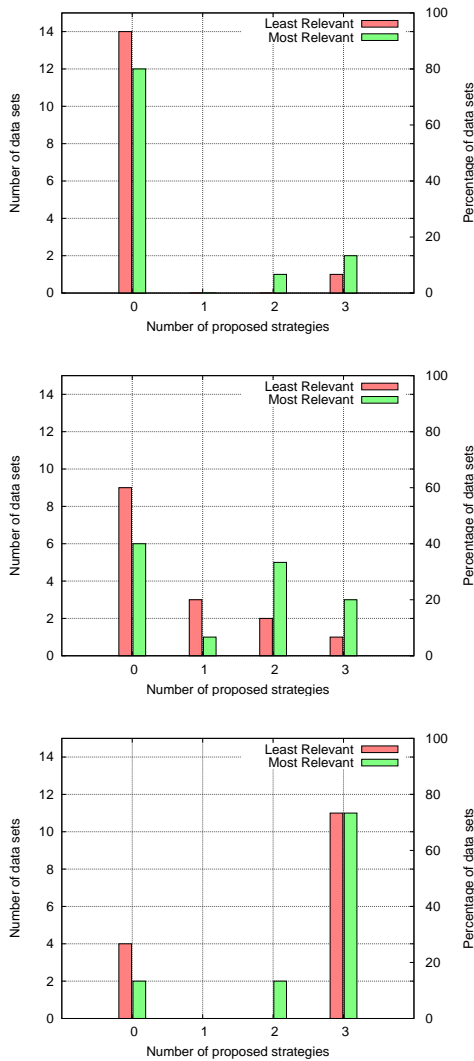 Least Relevant
Most Relevant
Number of data sets
14
12
10
8
6
4
2
0
100
80
60
40
20
0
Percentage of data sets
0 1 2 3
Number of proposed strategies
Least Relevant
Most Relevant
Number of data sets
14
12
10
8
6
4
2
0
100
80
60
40
20
0
Percentage of data sets
0 1 2 3
Number of proposed strategies
Least Relevant
Most Relevant
Number of data sets
14
12
10
8
6
4
2
0
100
80
60
40
20
0
Percentage of data sets
0 1 2 3
Number of proposed strategies